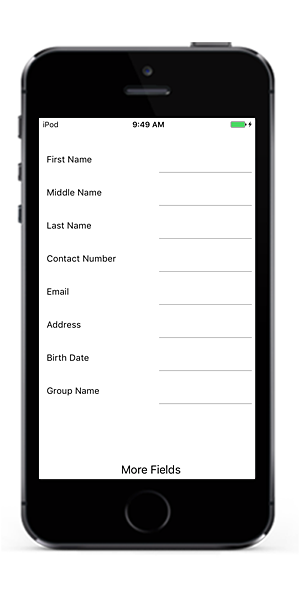 iPod 9:49 AM
First Name
Middle Name
Last Name
Contact Number
Email
Address
Birth Date
Group Name
More Fields